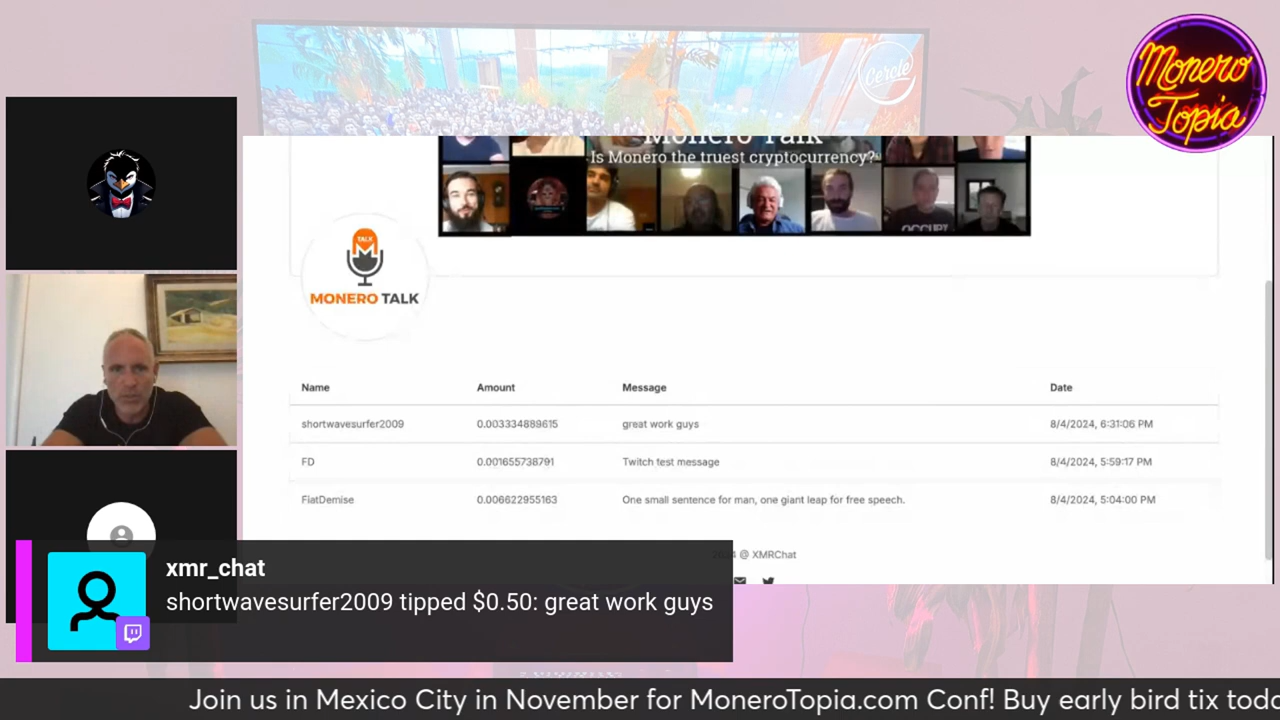 Cercle
Monero
Topia
Monero Talk
Is Monero the truest cryptocurrency?
OCCUPY
TALK
MONERO TALK
Name Amount Message Date
shortwavesurfer2009 0.003334889615 great work guys 8/4/2024, 6:31:06 PM
FD 0.001655738791 Twitch test message 8/4/2024, 5:59:17 PM
FiatDemise 0.006622955163 One small sentence for man, one giant leap for free speech. 8/4/2024, 5:04:00 PM
@ XMRChat
xmr_chat
shortwavesurfer2009 tipped $0.50: great work guys
Join us in Mexico City in November for MoneroTopia.com Conf! Buy early bird tix toda